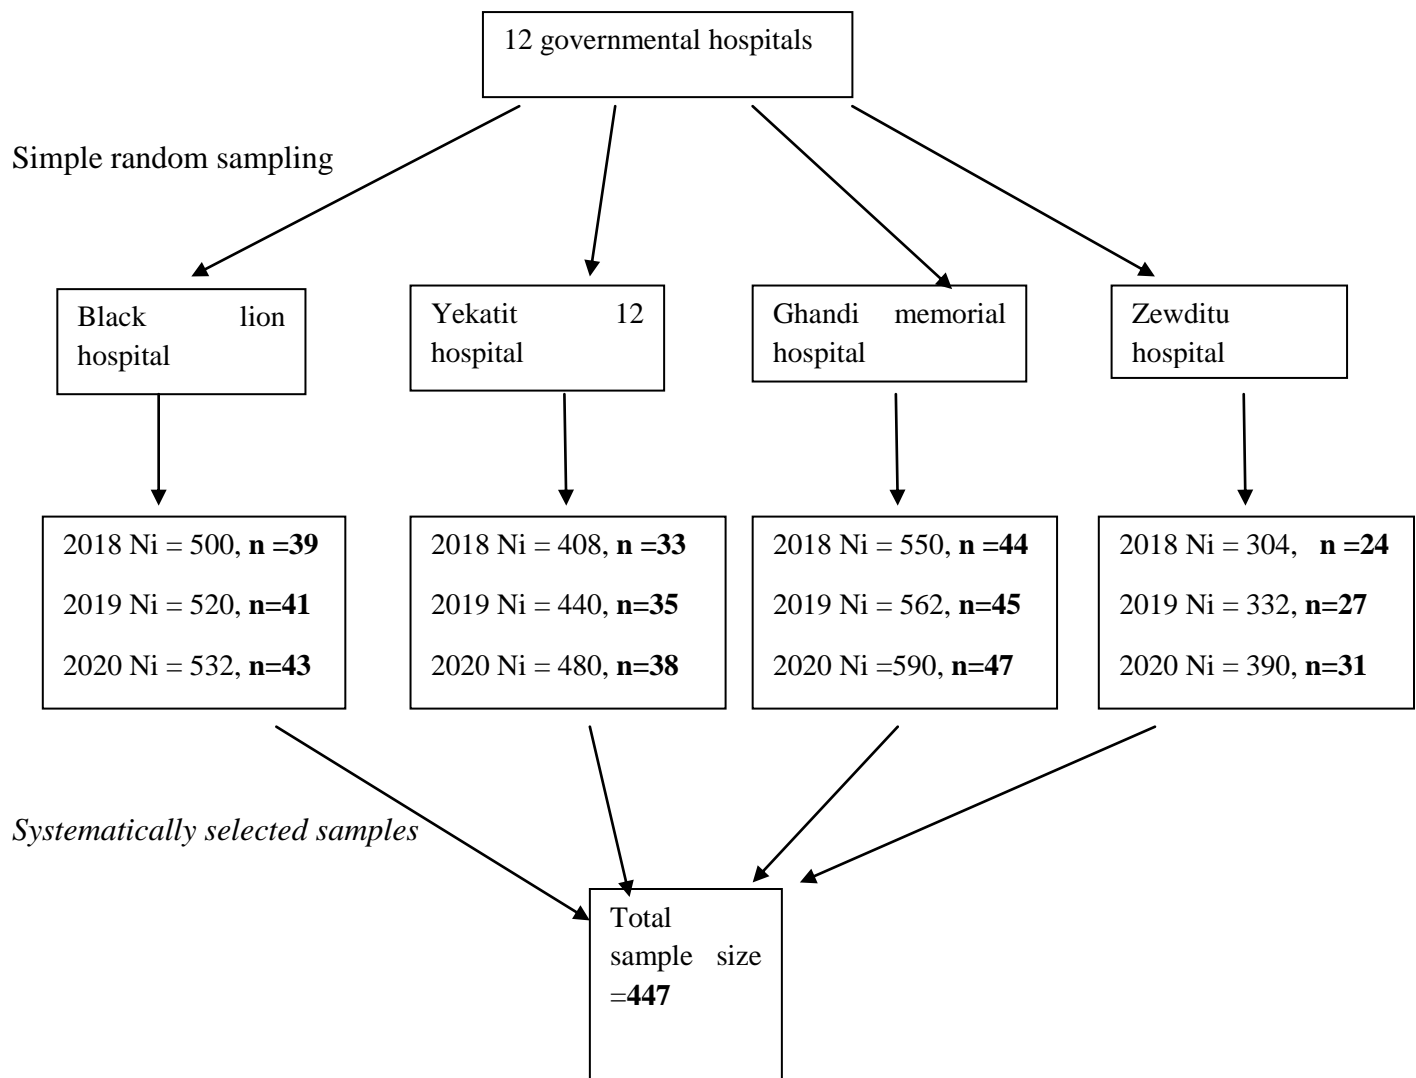 12 governmental hospitals
Simple random sampling
Black lion
hospital
Yekatit 12
hospital
Ghandi memorial
hospital
Zewditu
hospital
2018 Ni = 500, n =39
2019 Ni = 520, n=41
2020 Ni = 532, n=43
2018 Ni = 408, n =33
2019 Ni = 440, n=35
2020 Ni = 480, n=38
2018 Ni = 550, n =44
2019 Ni = 562, n=45
2020 Ni =590, n=47
2018 Ni = 304, n =24
2019 Ni = 332, n=27
2020 Ni = 390, n=31
Systematically selected samples
Total
sample size
=447